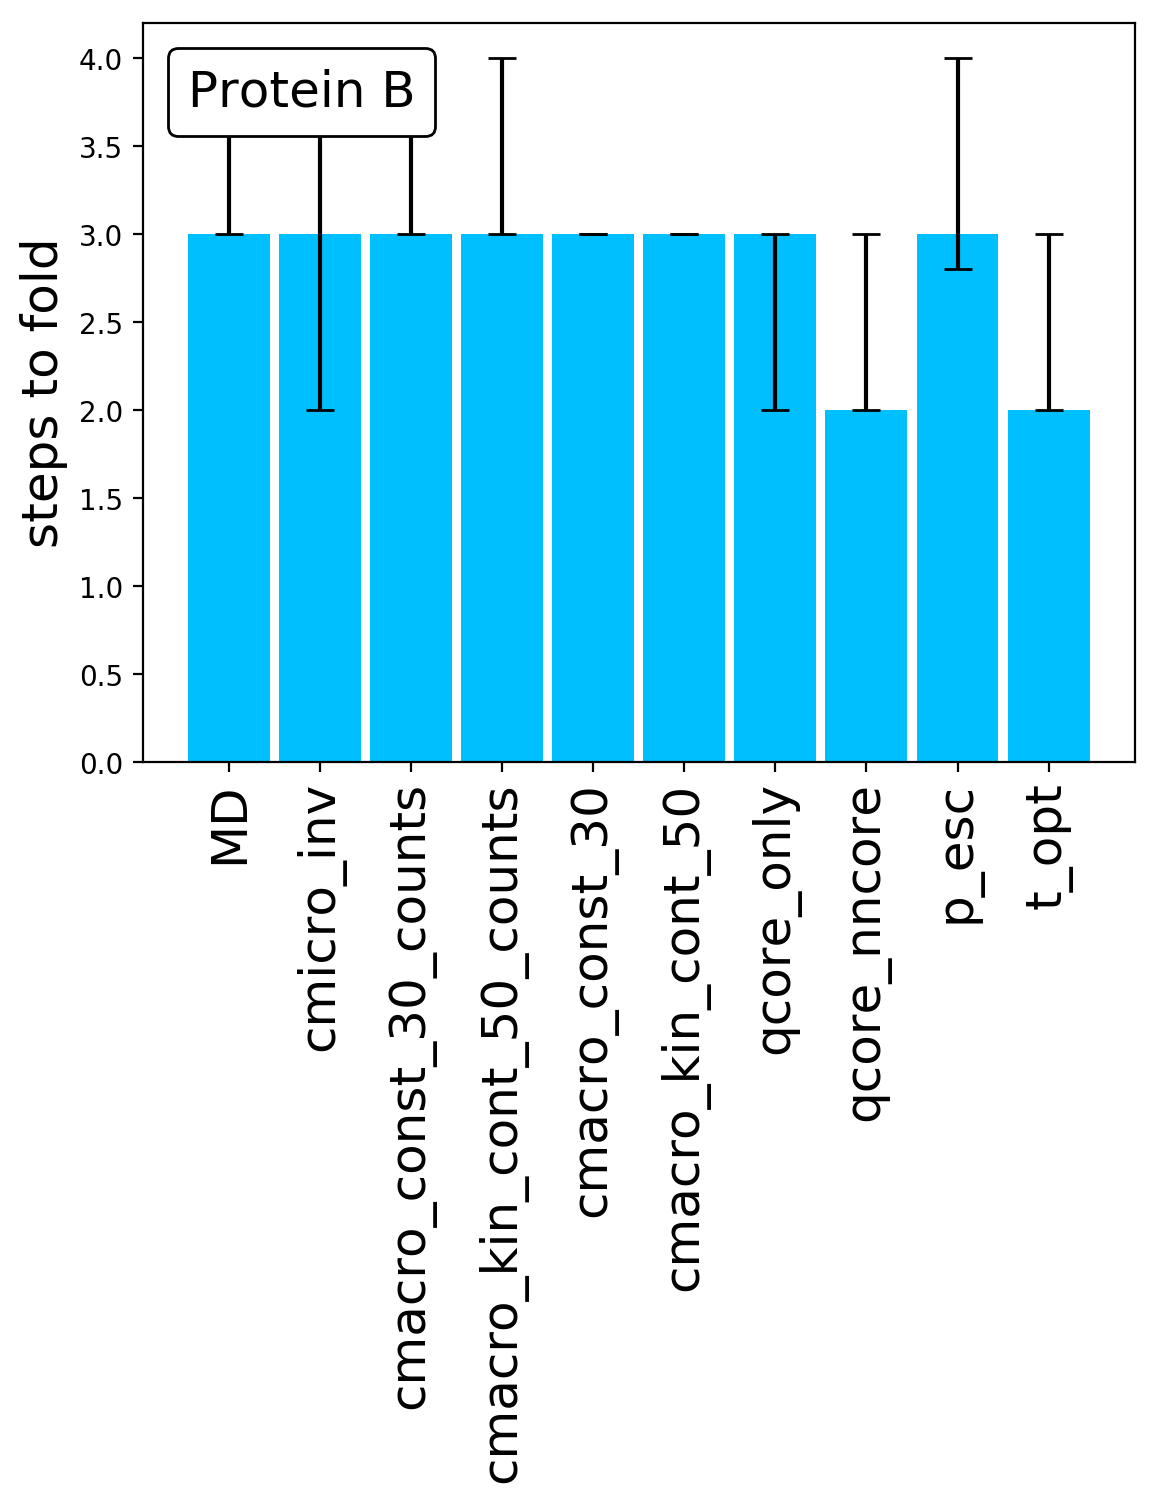 Protein B
steps to fold
4.0
3.5
3.0
2.5
2.0
1.5
1.0
0.5
0.0
MD
cmicro_inv
cmacro_const_30_counts
cmacro_kin_cont_50_counts
cmacro_const_30
cmacro_kin_cont_50
qcore_only
qcore_nncore
p_esc
t_opt